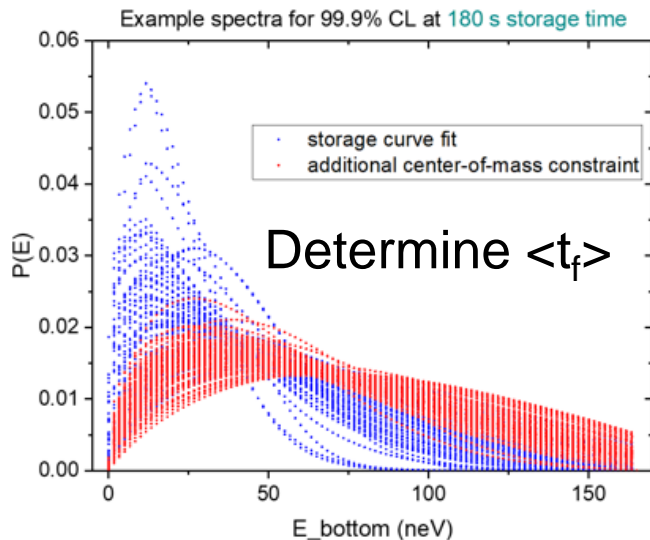 Example spectra for 99.9% CL at 180 s storage time
0.06
0.05
0.04
0.03
0.02
0.01
0.00
P(E)
storage curve fit
additional center-of-mass constraint
Determine <t_f>
0
50
100
150
E_bottom (neV)